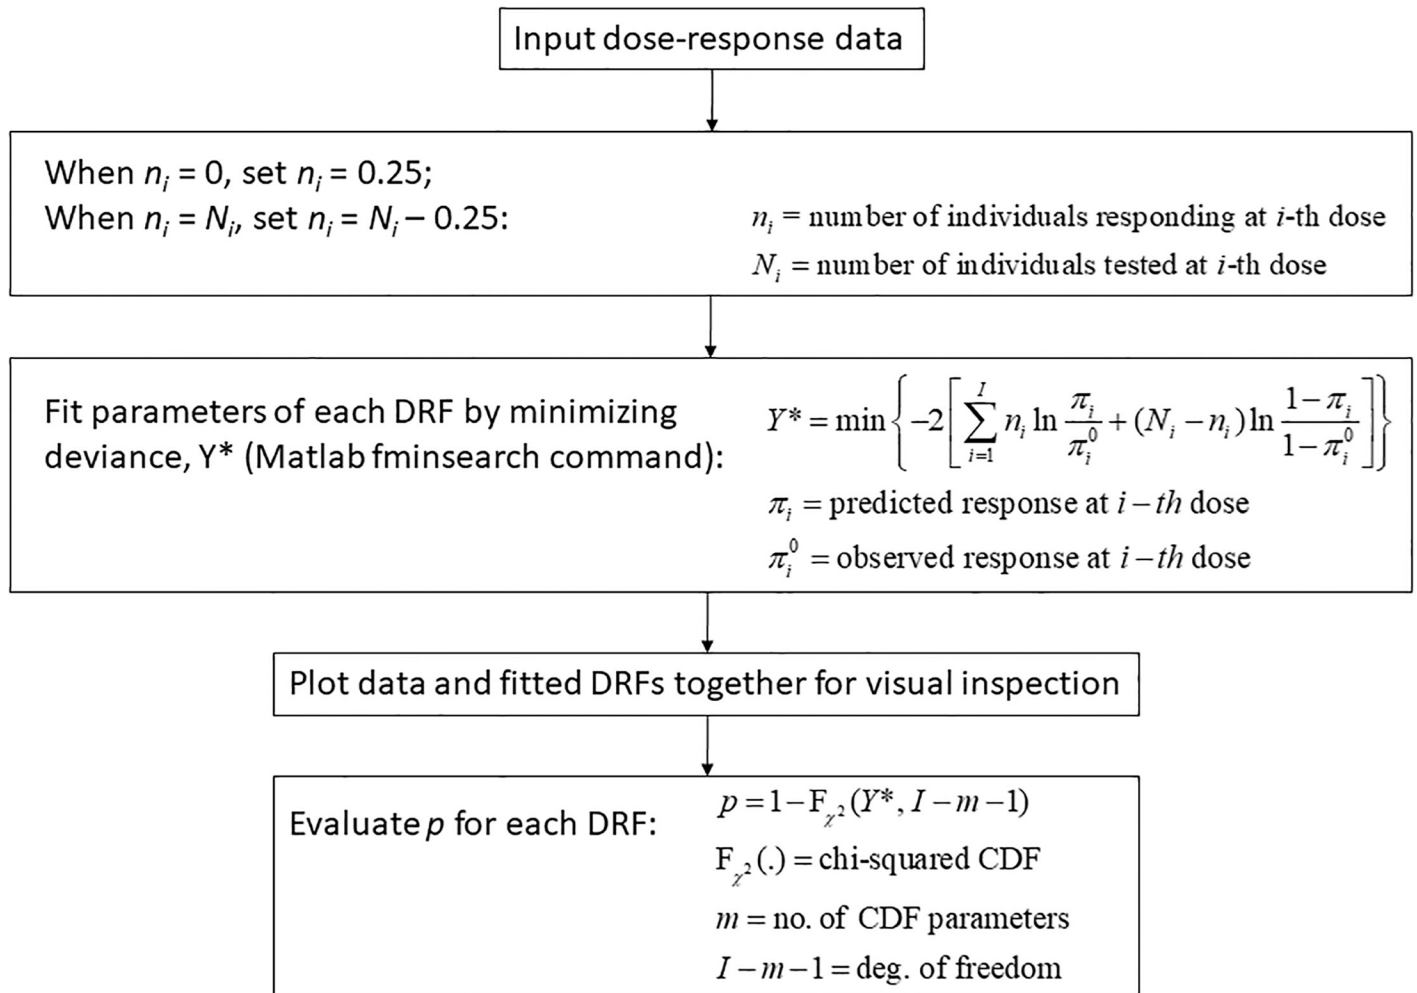 Input dose-response data
When nᵢ = 0, set nᵢ = 0.25;
When nᵢ = Nᵢ, set nᵢ = Nᵢ – 0.25:
nᵢ = number of individuals responding at i-th dose
Nᵢ = number of individuals tested at i-th dose
Fit parameters of each DRF by minimizing
deviance, Y* (Matlab fminsearch command):
Y* = min{−2[∑_{i=1}^{I} nᵢ ln πᵢ/πᵢ⁰ + (Nᵢ − nᵢ) ln (1−πᵢ)/(1−πᵢ⁰)]}
πᵢ = predicted response at i−th dose
πᵢ⁰ = observed response at i−th dose
Plot data and fitted DRFs together for visual inspection
Evaluate p for each DRF:
p = 1−F_χ²(Y*, I−m−1)
F_χ²(.) = chi-squared CDF
m = no. of CDF parameters
I−m−1 = deg. of freedom